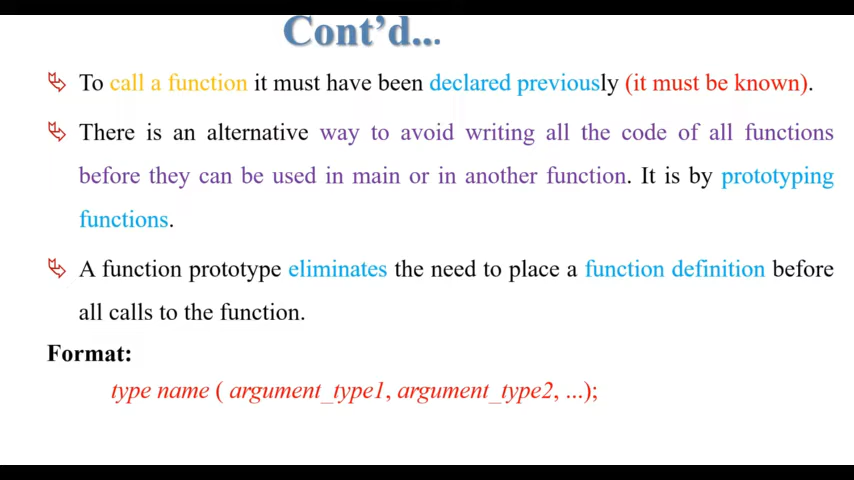 Cont’d...
To call a function it must have been declared previously (it must be known).
There is an alternative way to avoid writing all the code of all functions
before they can be used in main or in another function. It is by prototyping
functions.
A function prototype eliminates the need to place a function definition before
all calls to the function.
Format:
type name ( argument_type1, argument_type2, ...);